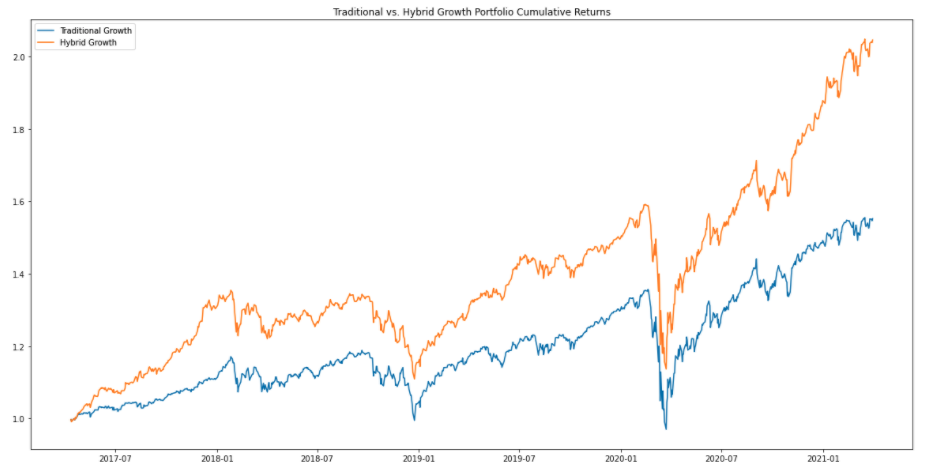 Traditional vs. Hybrid Growth Portfolio Cumulative Returns
Traditional Growth
Hybrid Growth
2.0
1.8
1.6
1.4
1.2
1.0
2017-07 2018-01 2018-07 2019-01 2019-07 2020-01 2020-07 2021-01